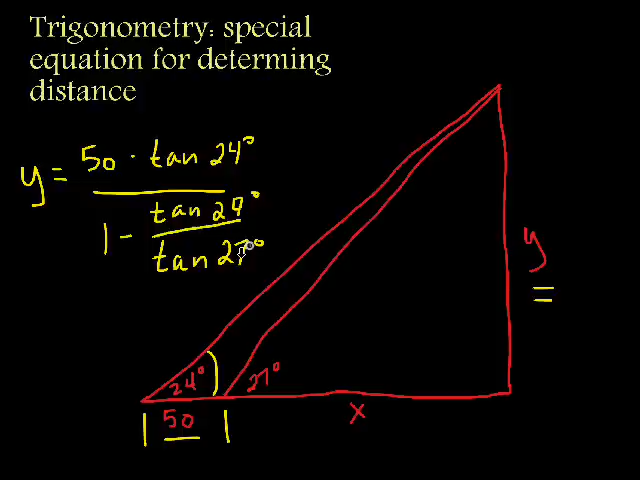 Trigonometry: special
equation for determing
distance
y = 50 · tan 24°
1 - tan 24°
tan 27°
y
=
24°
27°
| 50 |
x